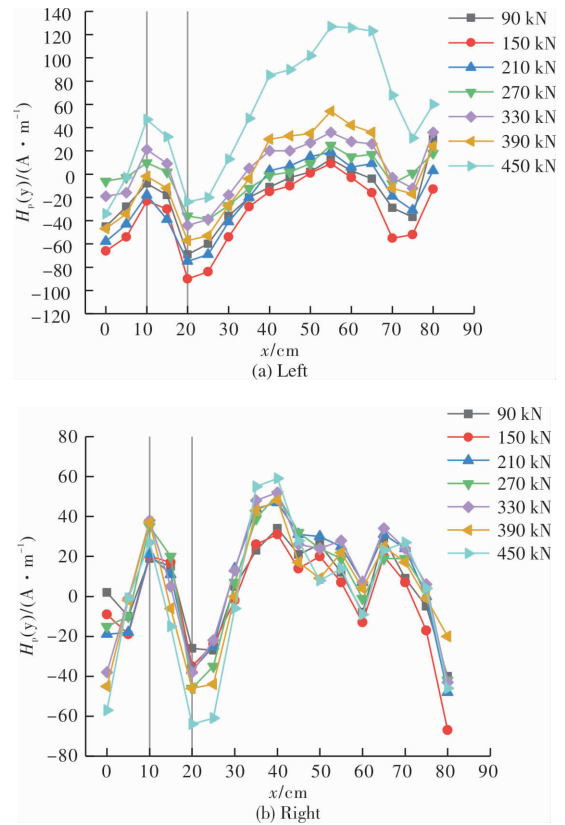 140
120
100
80
60
40
20
0
−20
−40
−60
−80
−100
−120
Hp(y)/(A · m⁻¹)
90 kN
150 kN
210 kN
270 kN
330 kN
390 kN
450 kN
0 10 20 30 40 50 60 70 80 90
x/cm
(a) Left
80
60
40
20
0
−20
−40
−60
−80
Hp(y)/(A · m⁻¹)
90 kN
150 kN
210 kN
270 kN
330 kN
390 kN
450 kN
0 10 20 30 40 50 60 70 80 90
x/cm
(b) Right